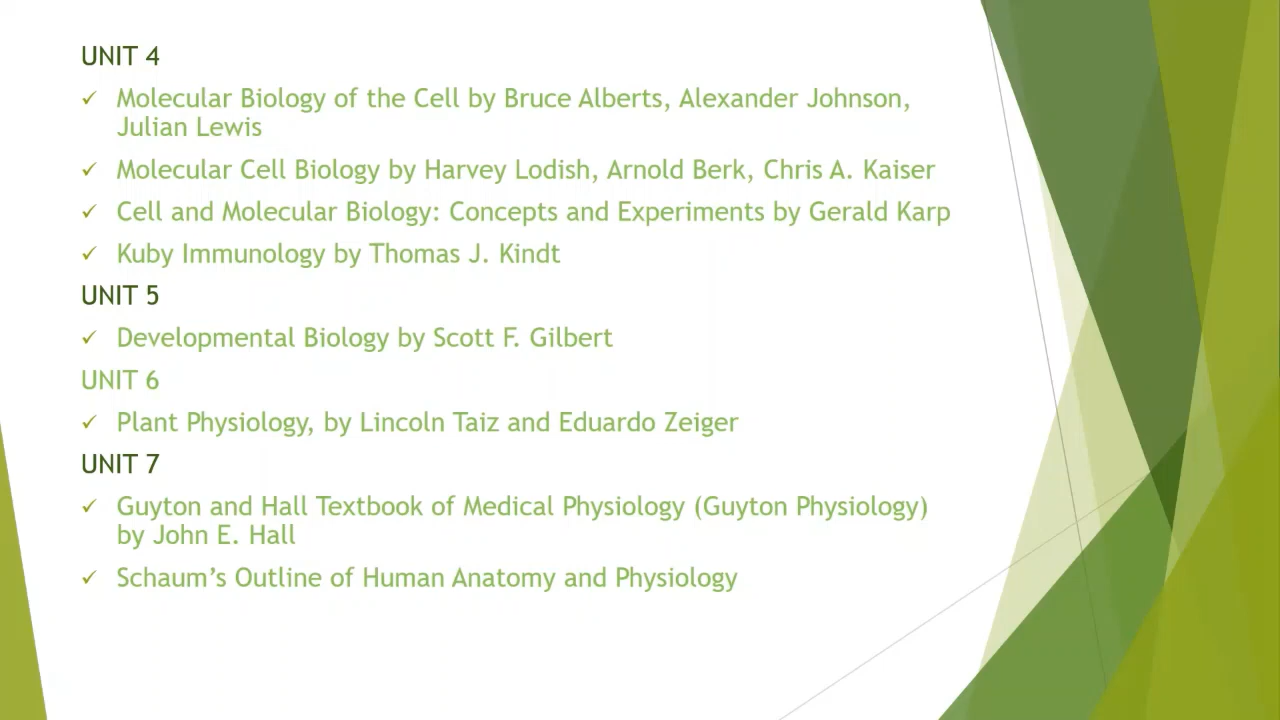 UNIT 4
✓ Molecular Biology of the Cell by Bruce Alberts, Alexander Johnson,
Julian Lewis
✓ Molecular Cell Biology by Harvey Lodish, Arnold Berk, Chris A. Kaiser
✓ Cell and Molecular Biology: Concepts and Experiments by Gerald Karp
✓ Kuby Immunology by Thomas J. Kindt
UNIT 5
✓ Developmental Biology by Scott F. Gilbert
UNIT 6
✓ Plant Physiology, by Lincoln Taiz and Eduardo Zeiger
UNIT 7
✓ Guyton and Hall Textbook of Medical Physiology (Guyton Physiology)
by John E. Hall
✓ Schaum’s Outline of Human Anatomy and Physiology